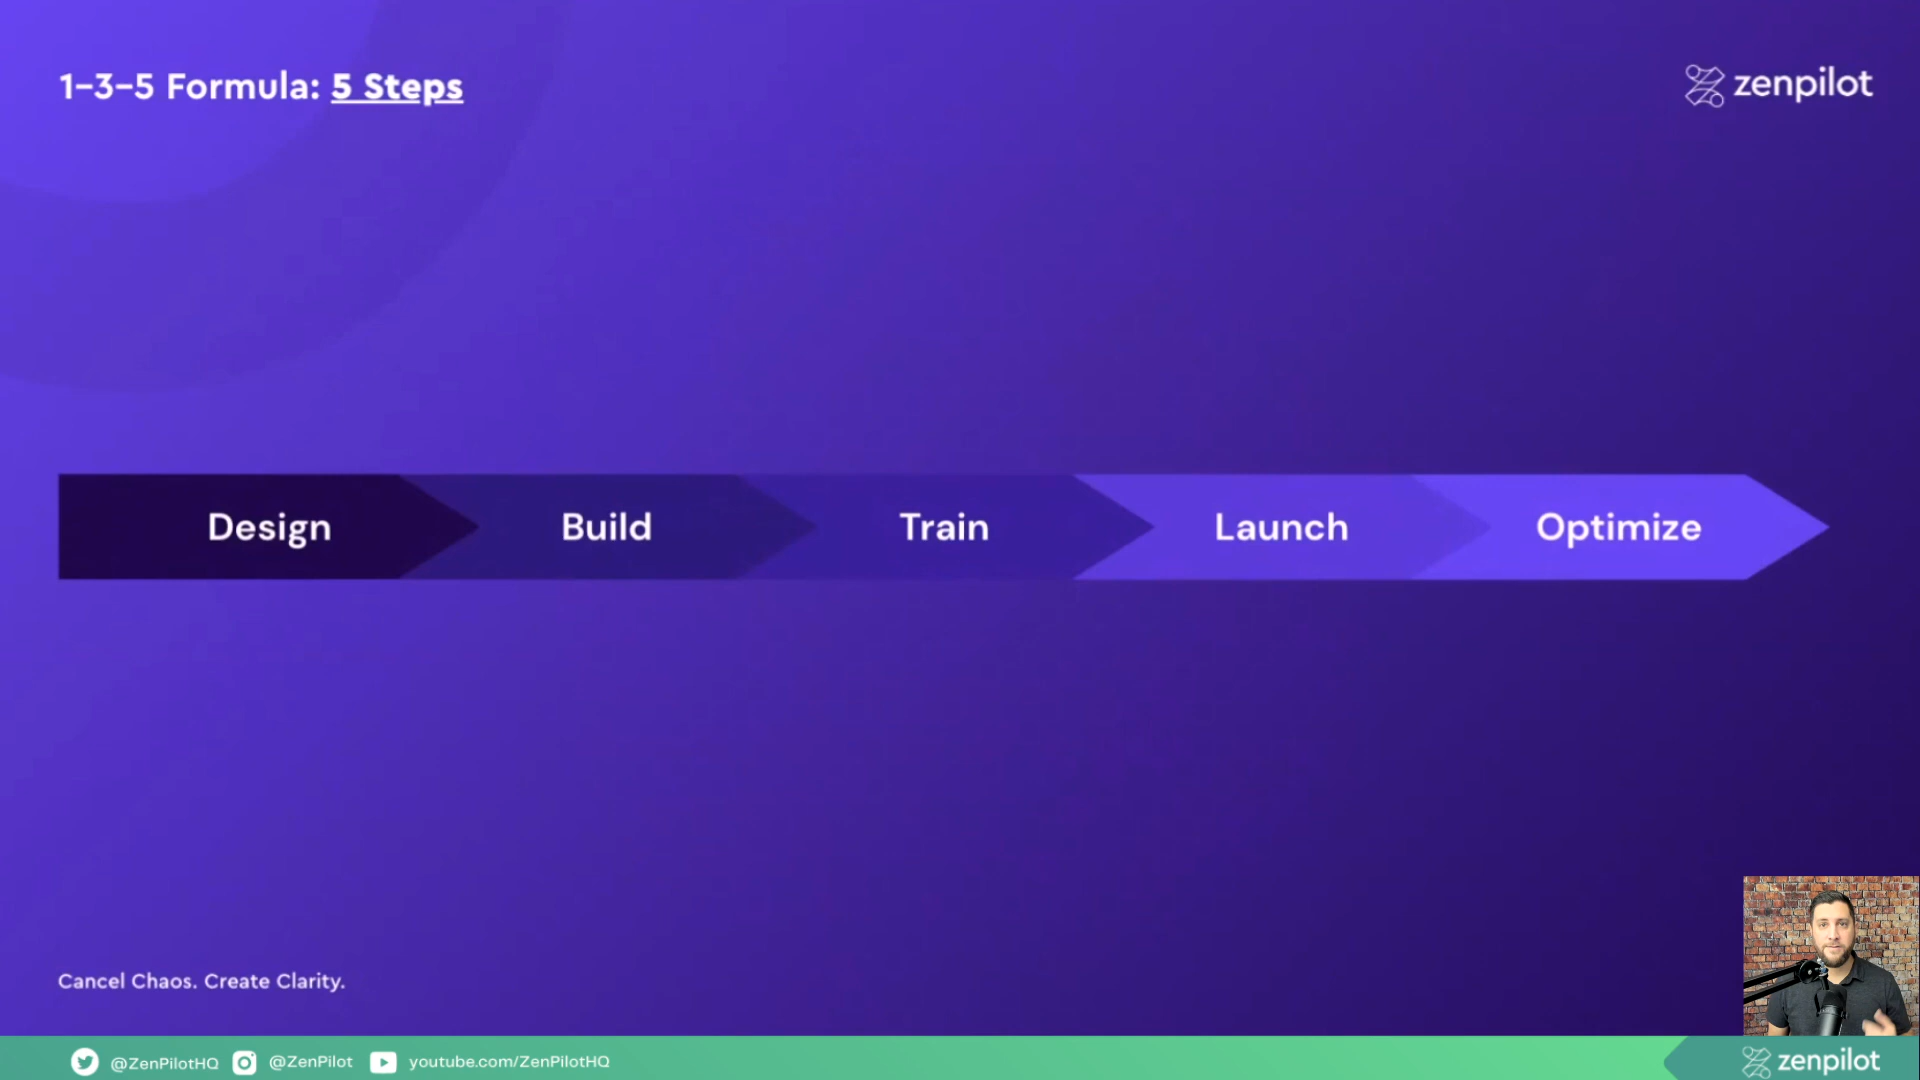 1-3-5 Formula: 5 Steps
zenpilot
Design
Build
Train
Launch
Optimize
Cancel Chaos. Create Clarity.
@ZenPilotHQ
@ZenPilot
youtube.com/ZenPilotHQ
zenpilot